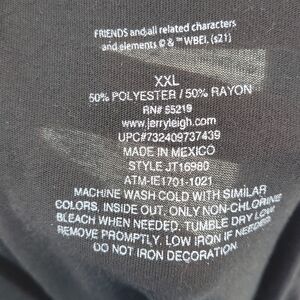 FRIENDS and all related characters
and elements © & ™ WBEI. (s21)
XXL
50% POLYESTER / 50% RAYON
RN# 55219
www.jerryleigh.com
UPC#732409737439
MADE IN MEXICO
STYLE JT16980
ATM-IE1701-1021
MACHINE WASH COLD WITH SIMILAR
COLORS, INSIDE OUT, ONLY NON-CHLORINE
BLEACH WHEN NEEDED. TUMBLE DRY LOW
REMOVE PROMPTLY. LOW IRON IF NEEDED
DO NOT IRON DECORATION